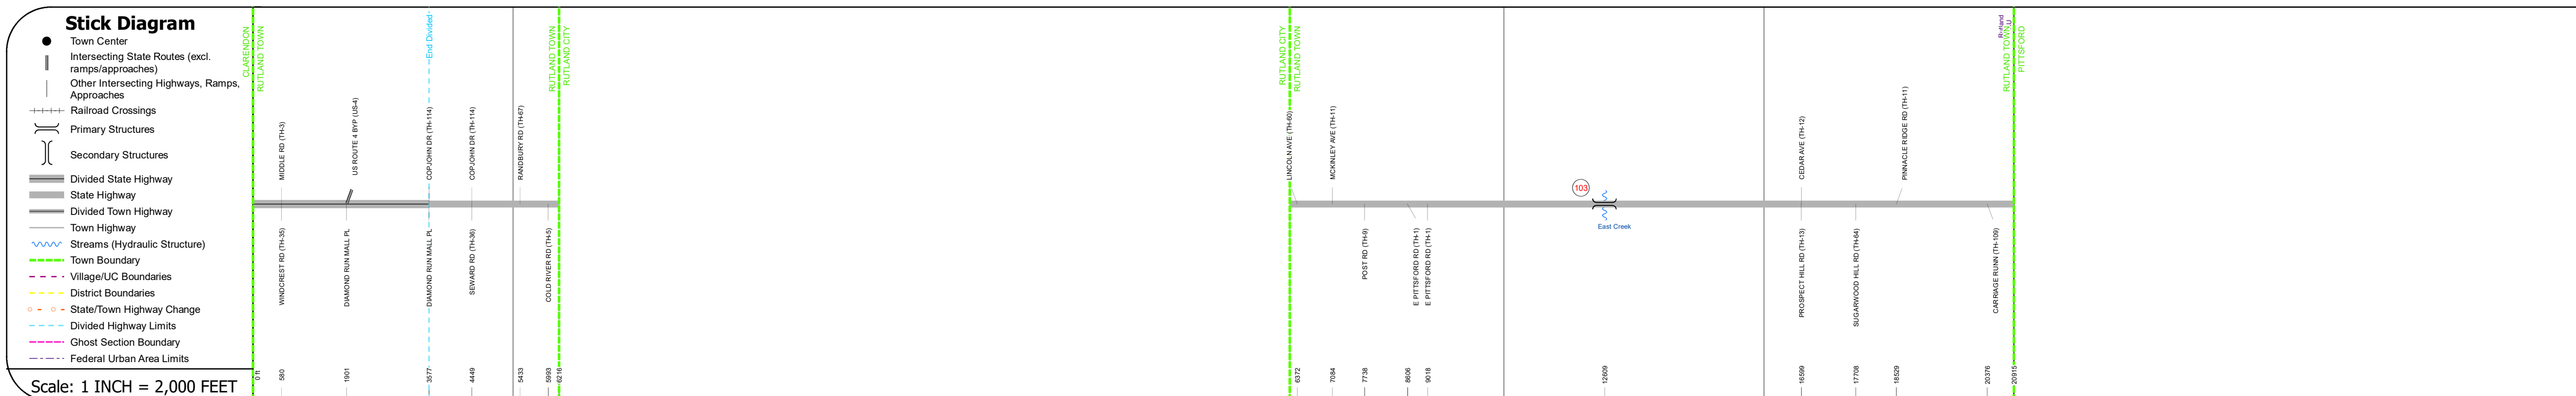 Stick Diagram
Town Center
Intersecting State Routes (excl.
ramps/approaches)
Other Intersecting Highways, Ramps,
Approaches
Railroad Crossings
Primary Structures
Secondary Structures
Divided State Highway
State Highway
Divided Town Highway
Town Highway
Streams (Hydraulic Structure)
Town Boundary
Village/UC Boundaries
District Boundaries
State/Town Highway Change
Divided Highway Limits
Ghost Section Boundary
Federal Urban Area Limits
Scale: 1 INCH = 2,000 FEET
CLARENDON
RUTLAND TOWN
End Divided
RUTLAND TOWN
RUTLAND CITY
RUTLAND CITY
RUTLAND TOWN
Rutland
RUTLAND TOWN
PITTSFORD
MIDDLE RD (TH-3)
US ROUTE 4 BYP (US-4)
COPJOHN DR (TH-114)
COPJOHN DR (TH-114)
RANDBURY RD (TH-67)
LINCOLN AVE (TH-60)
MCKINLEY AVE (TH-11)
CEDAR AVE (TH-12)
PINNACLE RIDGE RD (TH-11)
103
East Creek
WINDCREST RD (TH-35)
DIAMOND RUN MALL PL
DIAMOND RUN MALL PL
SEWARD RD (TH-36)
COLD RIVER RD (TH-5)
POST RD (TH-9)
E PITTSFORD RD (TH-1)
E PITTSFORD RD (TH-1)
PROSPECT HILL RD (TH-13)
SUGARWOOD HILL RD (TH-64)
CARRIAGE RUNN (TH-109)
0 ft
580
1901
3577
4449
5433
5993
6216
6372
7084
7738
8606
9018
12609
16599
17708
18529
20376
20915